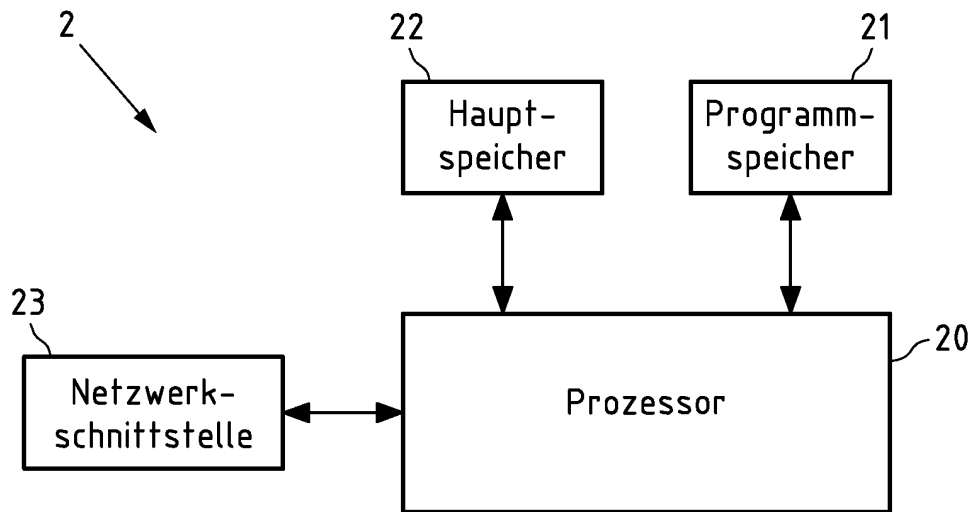 2
22
21
Haupt-
speicher
Programm-
speicher
23
20
Netzwerk-
schnittstelle
Prozessor